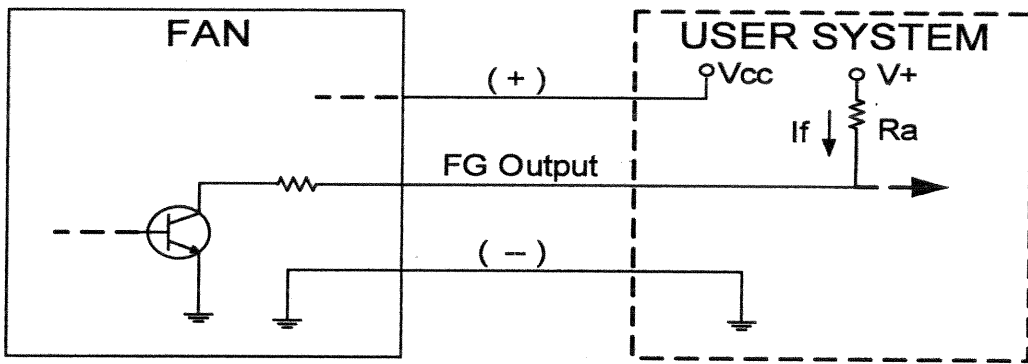 FAN
USER SYSTEM
( + )
Vcc
V+
If
Ra
FG Output
( -- )